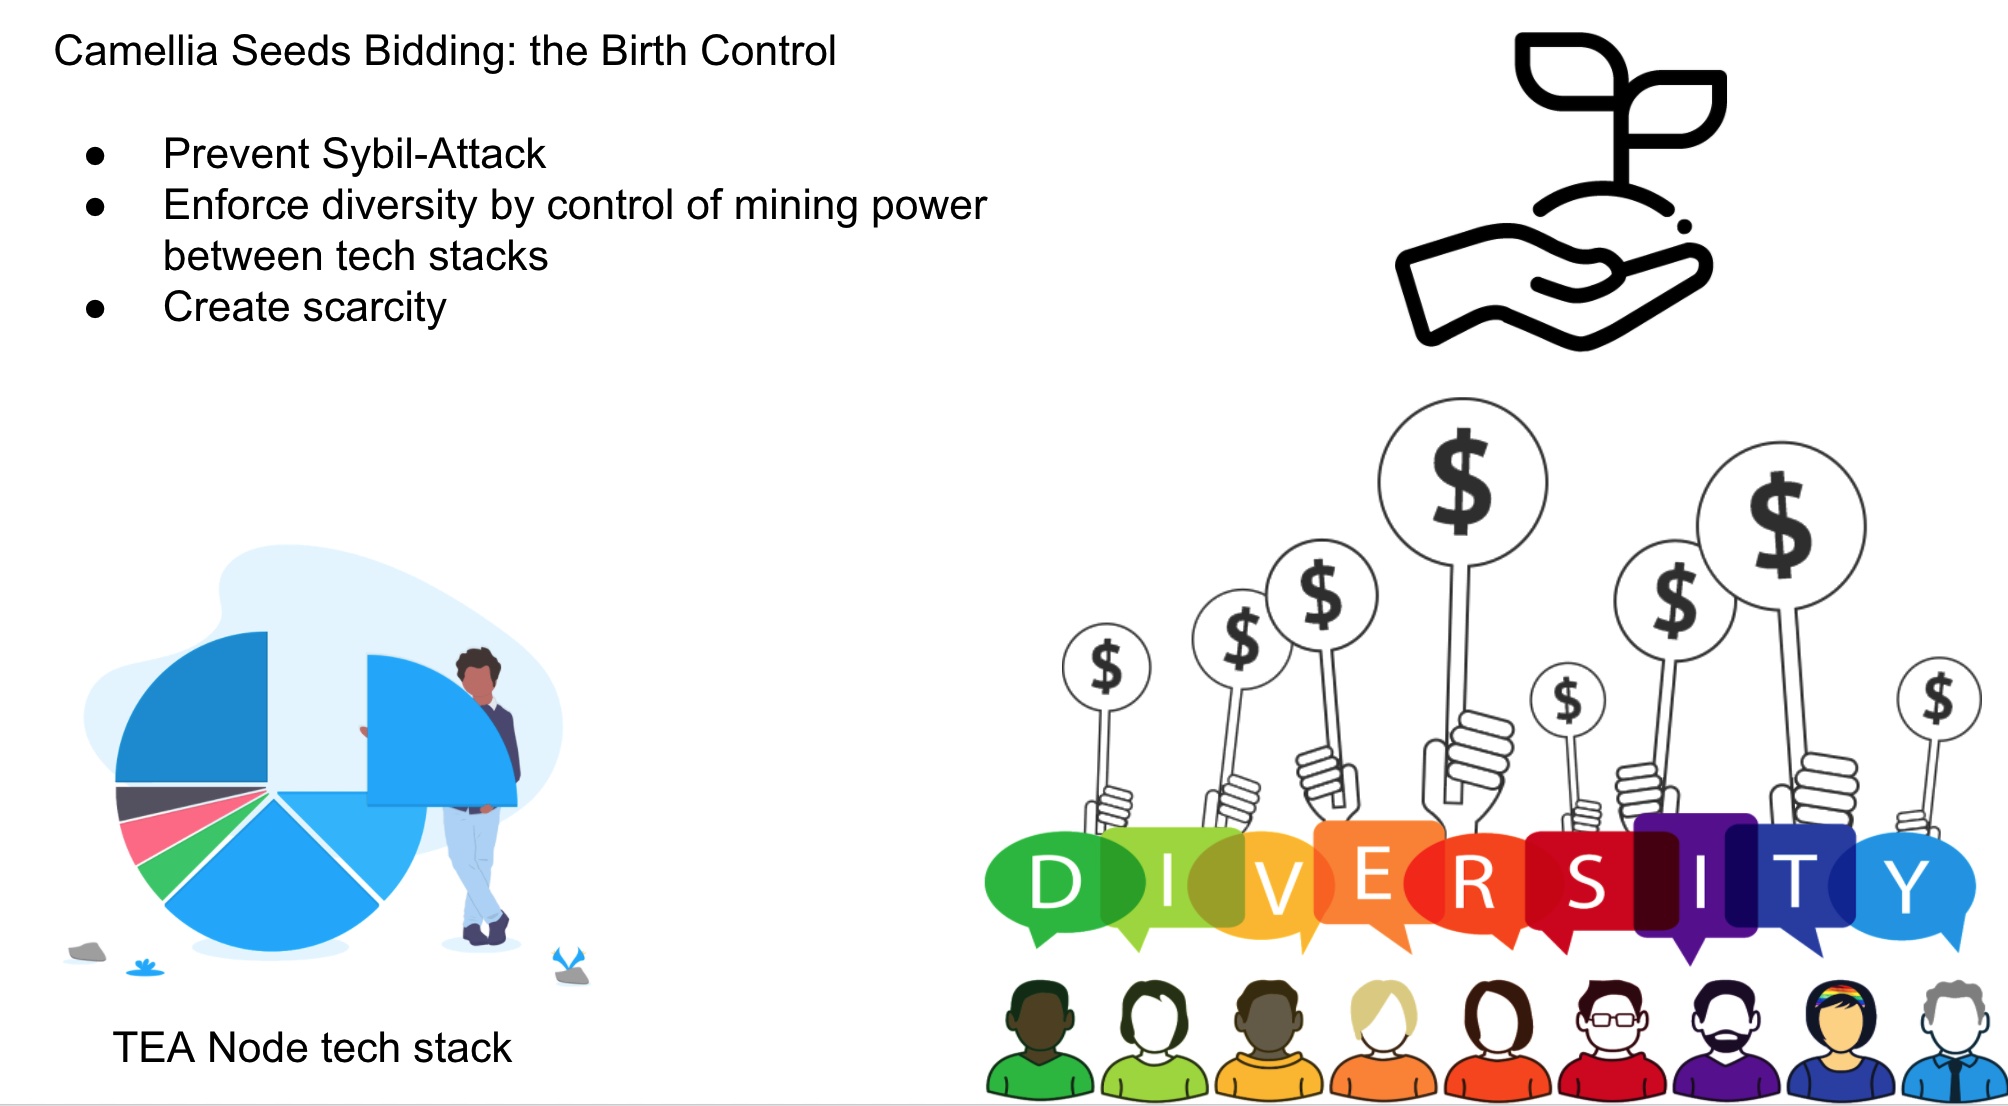 Camellia Seeds Bidding: the Birth Control
● Prevent Sybil-Attack
● Enforce diversity by control of mining power
between tech stacks
● Create scarcity
$ $ $ $ $ $ $ $
DIVERSITY
TEA Node tech stack